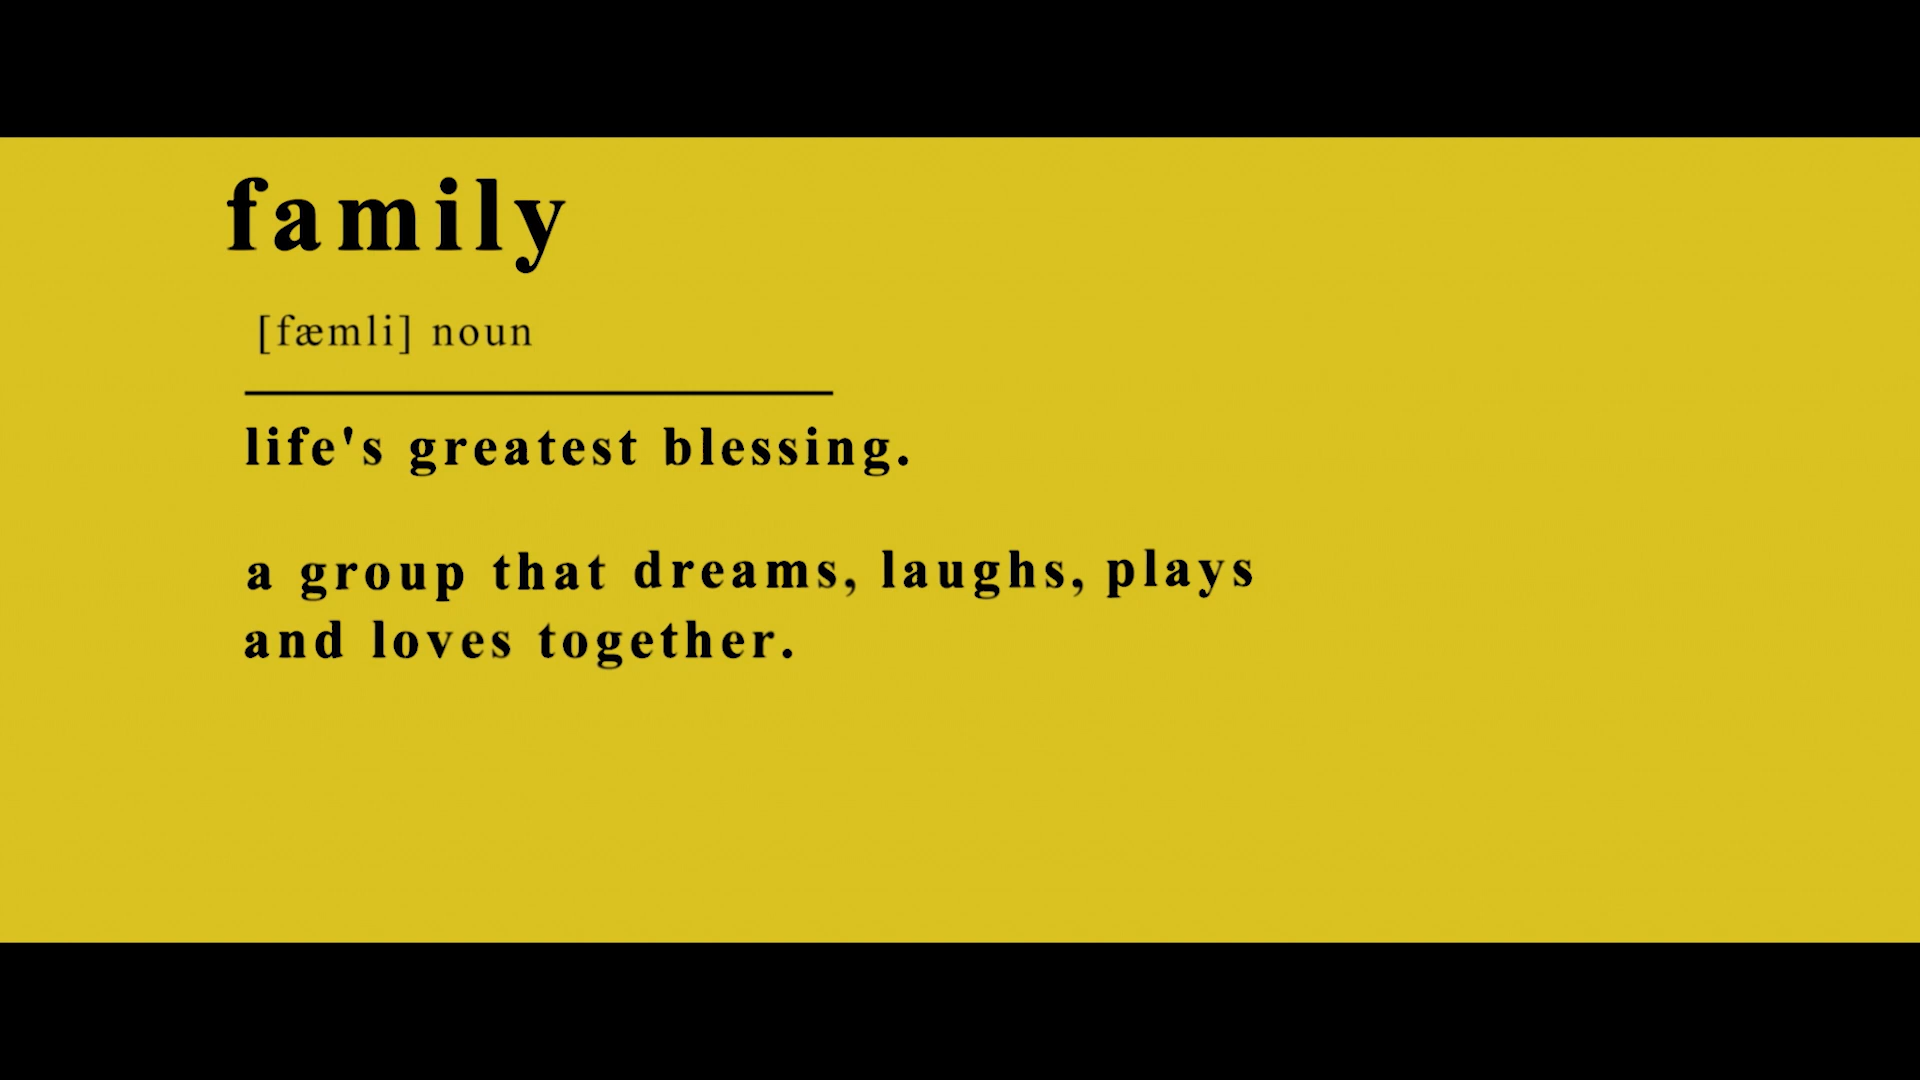 family
[fæmli] noun
life's greatest blessing.
a group that dreams, laughs, plays
and loves together.